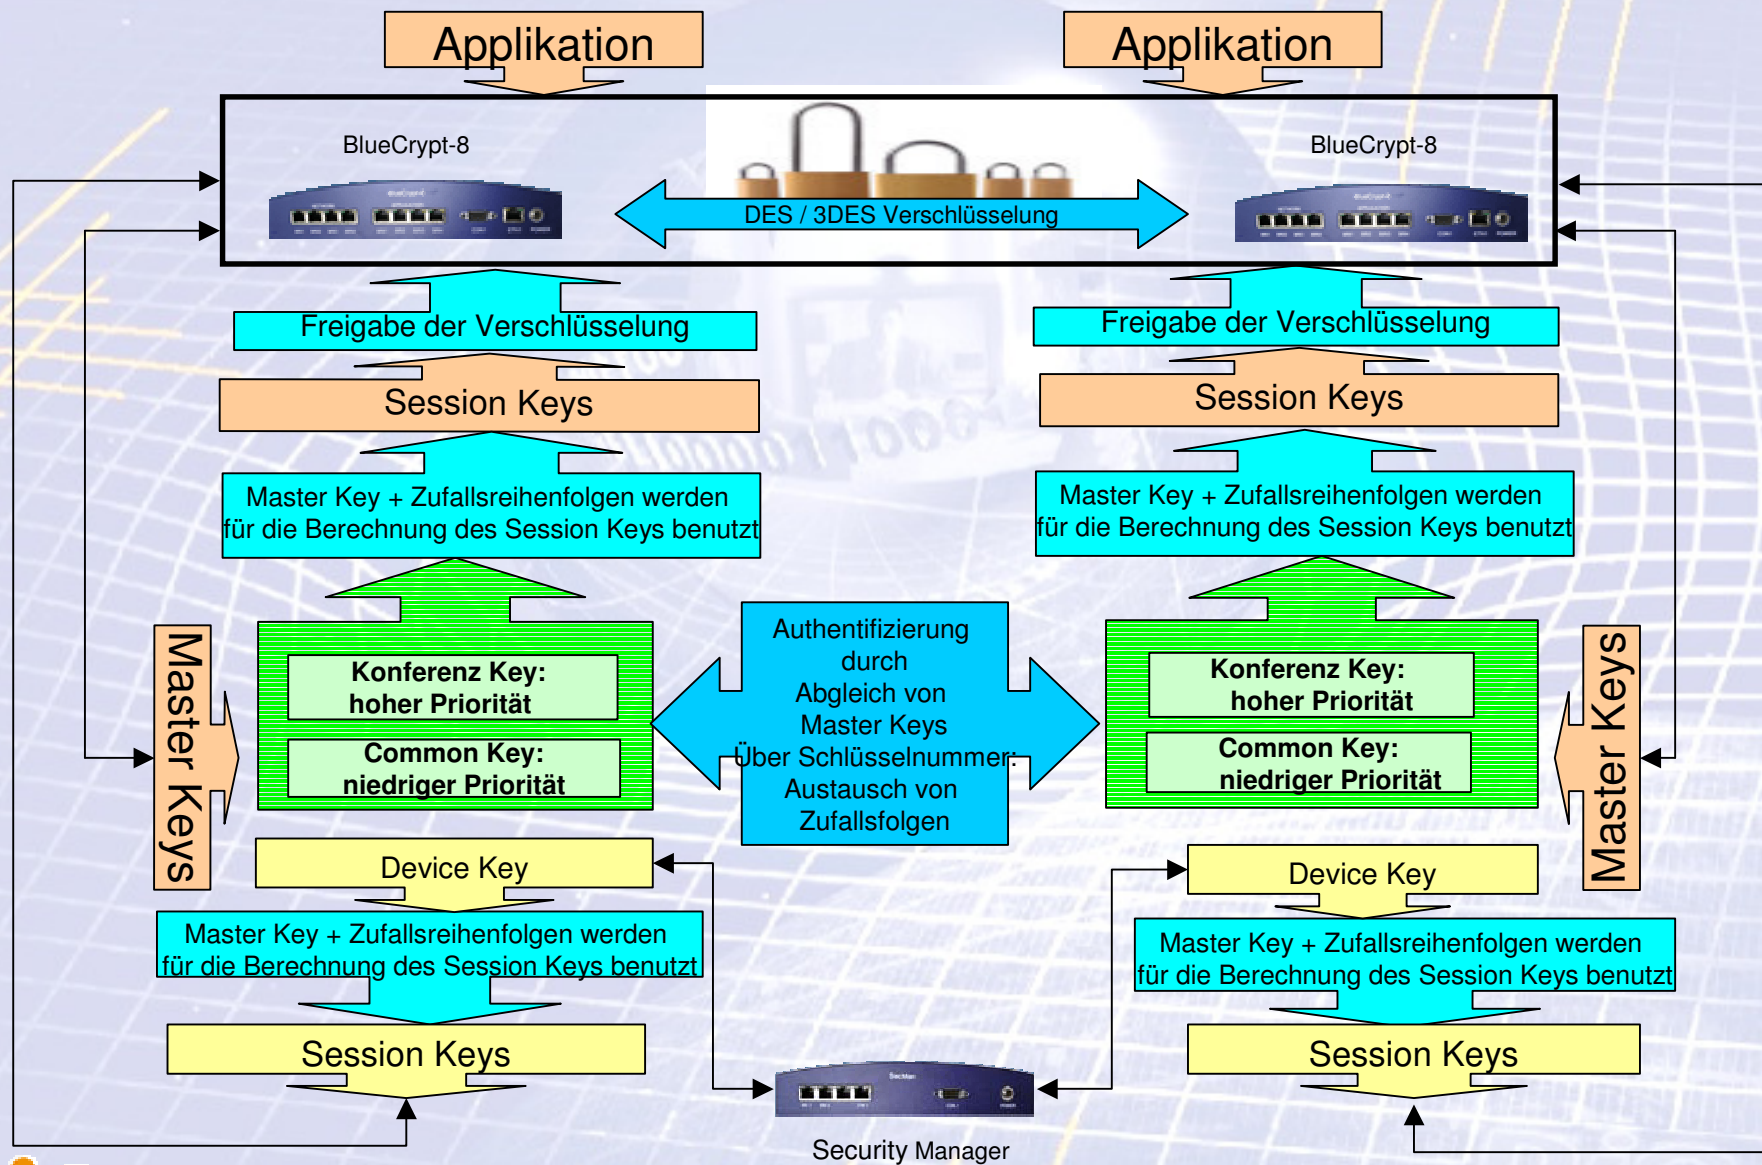 Applikation
Applikation
BlueCrypt-8
BlueCrypt-8
DES / 3DES Verschlüsselung
Freigabe der Verschlüsselung
Freigabe der Verschlüsselung
Session Keys
Session Keys
Master Key + Zufallsreihenfolgen werden
für die Berechnung des Session Keys benutzt
Master Key + Zufallsreihenfolgen werden
für die Berechnung des Session Keys benutzt
Master Keys
Konferenz Key:
hoher Priorität
Common Key:
niedriger Priorität
Authentifizierung
durch
Abgleich von
Master Keys
Über Schlüsselnummer:
Austausch von
Zufallsfolgen
Konferenz Key:
hoher Priorität
Common Key:
niedriger Priorität
Master Keys
Device Key
Device Key
Master Key + Zufallsreihenfolgen werden
für die Berechnung des Session Keys benutzt
Master Key + Zufallsreihenfolgen werden
für die Berechnung des Session Keys benutzt
Session Keys
Session Keys
SecMan
Security Manager